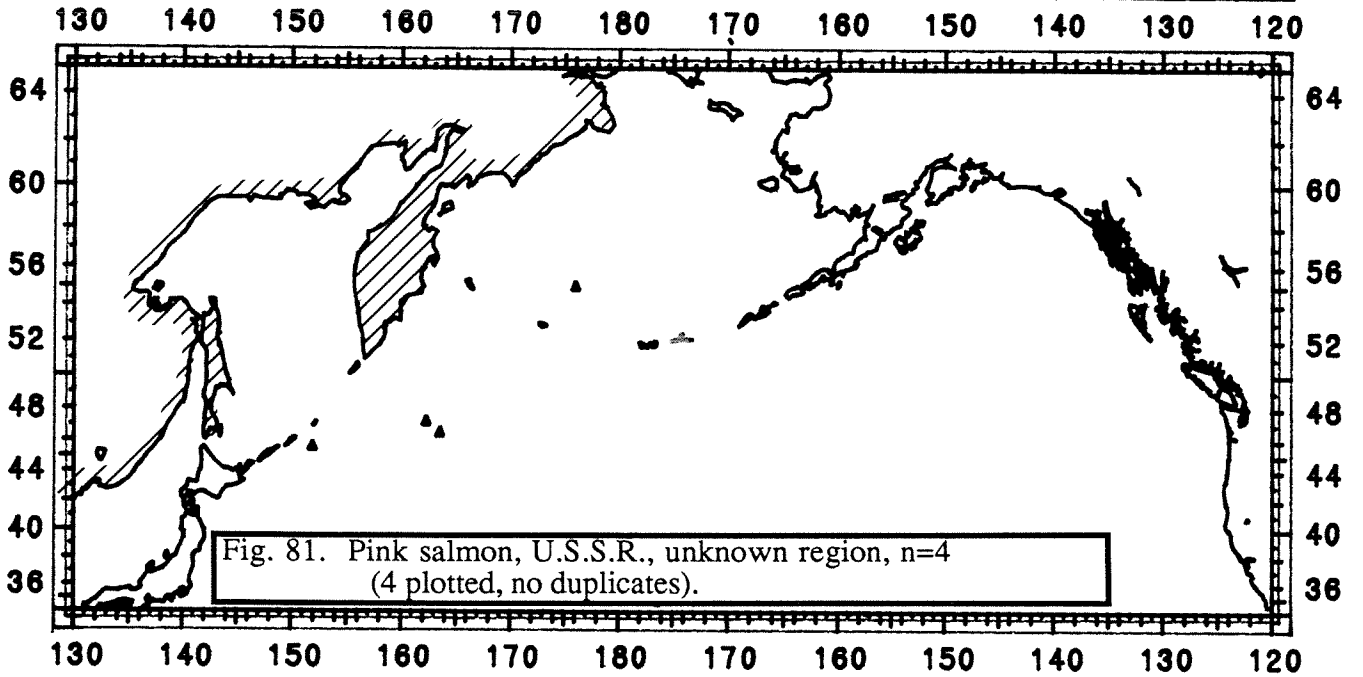 130 140 150 160 170 180 170 160 150 140 130 120
64 64
60 60
56 56
52 52
48 48
44 44
40 40
36 36
Fig. 81. Pink salmon, U.S.S.R., unknown region, n=4
(4 plotted, no duplicates).
130 140 150 160 170 180 170 160 150 140 130 120